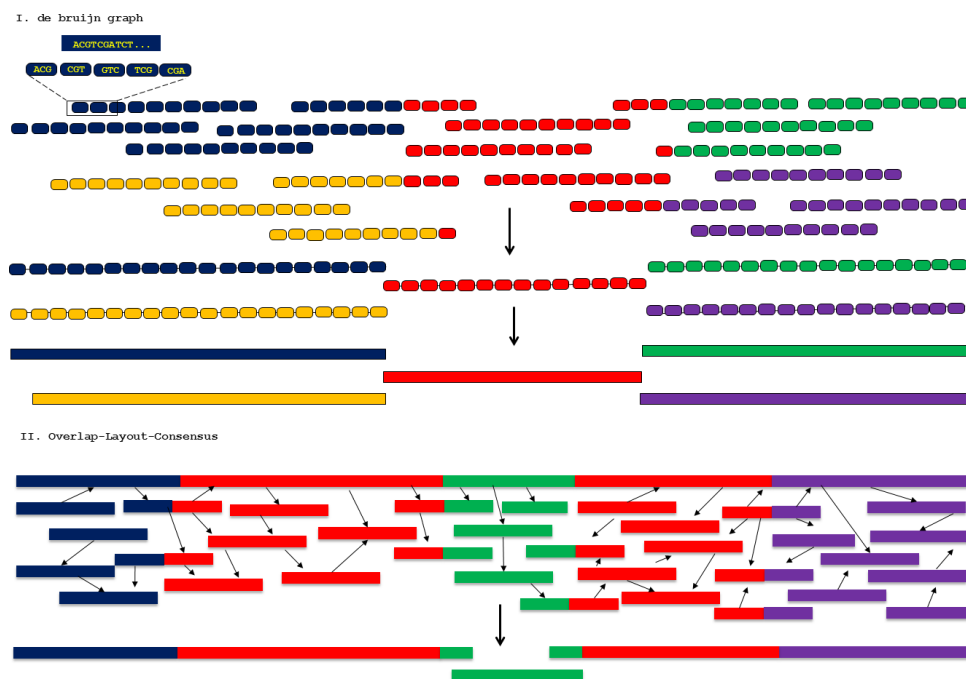 I. de bruijn graph
ACGTCGATCT...
ACG CGT GTC TCG CGA
II. Overlap-Layout-Consensus